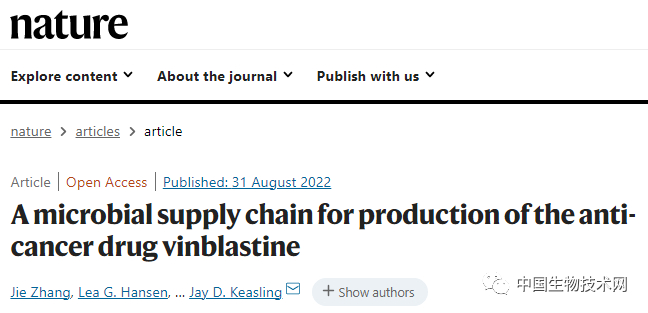 nature
Explore content About the journal Publish with us
nature > articles > article
Article | Open Access | Published: 31 August 2022
A microbial supply chain for production of the anti-
cancer drug vinblastine
Jie Zhang, Lea G. Hansen, ... Jay D. Keasling + Show authors
中国生物技术网